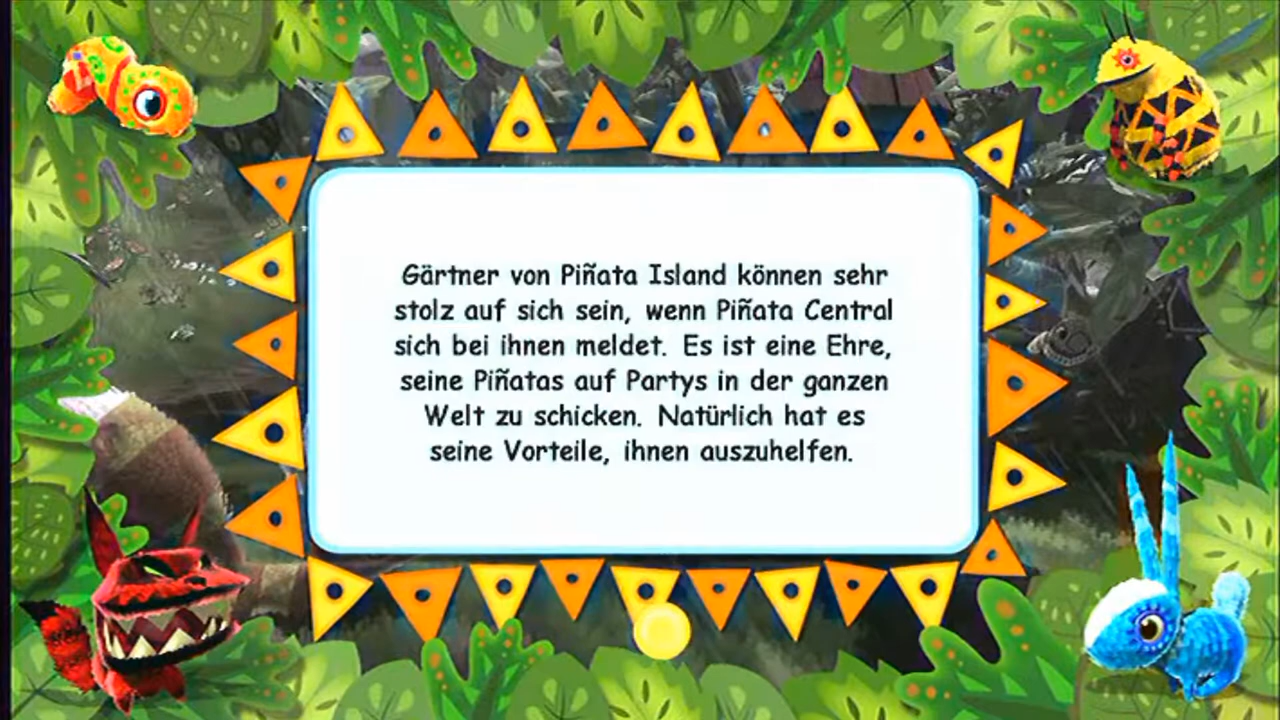 Gärtner von Piñata Island können sehr
stolz auf sich sein, wenn Piñata Central
sich bei ihnen meldet. Es ist eine Ehre,
seine Piñatas auf Partys in der ganzen
Welt zu schicken. Natürlich hat es
seine Vorteile, ihnen auszuhelfen.